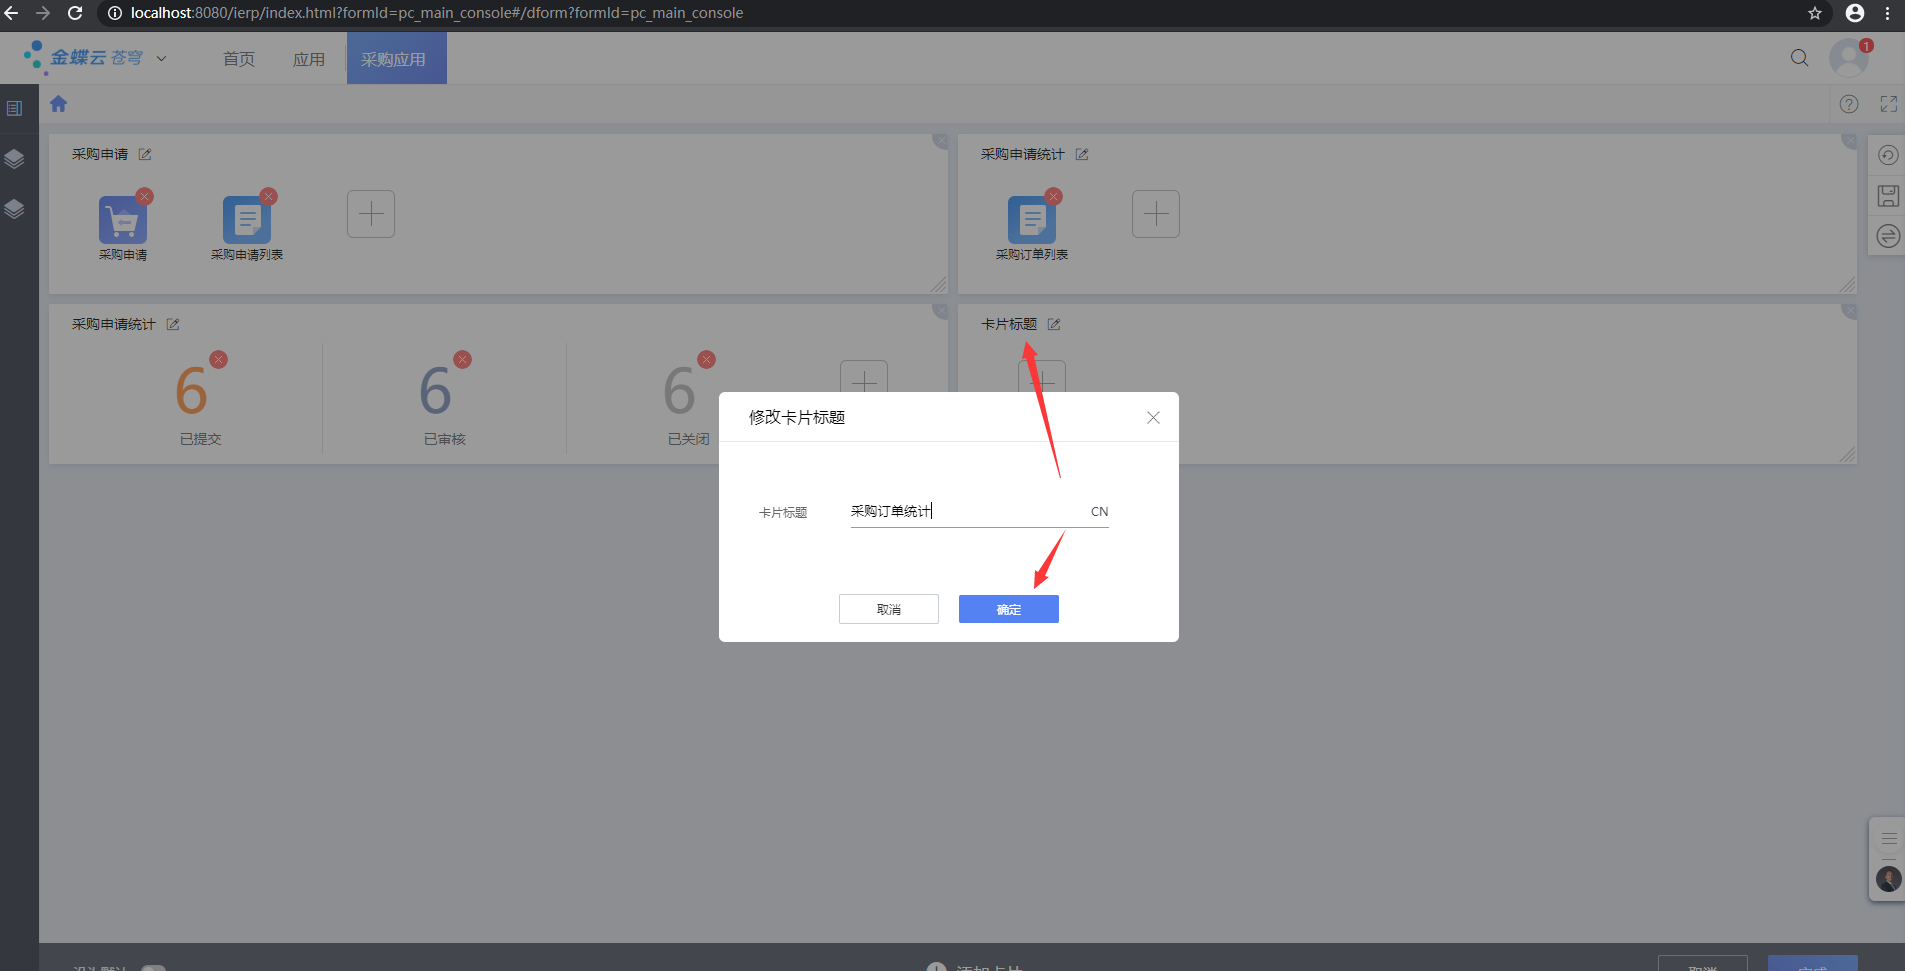 localhost:8080/ierp/index.html?formId=pc_main_console#/dform?formId=pc_main_console
金蝶云 苍穹
首页
应用
采购应用
1
采购申请
采购申请统计
采购申请
采购申请列表
采购订单列表
采购申请统计
卡片标题
6
6
6
已提交
已审核
已关闭
修改卡片标题
卡片标题
采购订单统计
CN
取消
确定
添加卡片
取消
完成